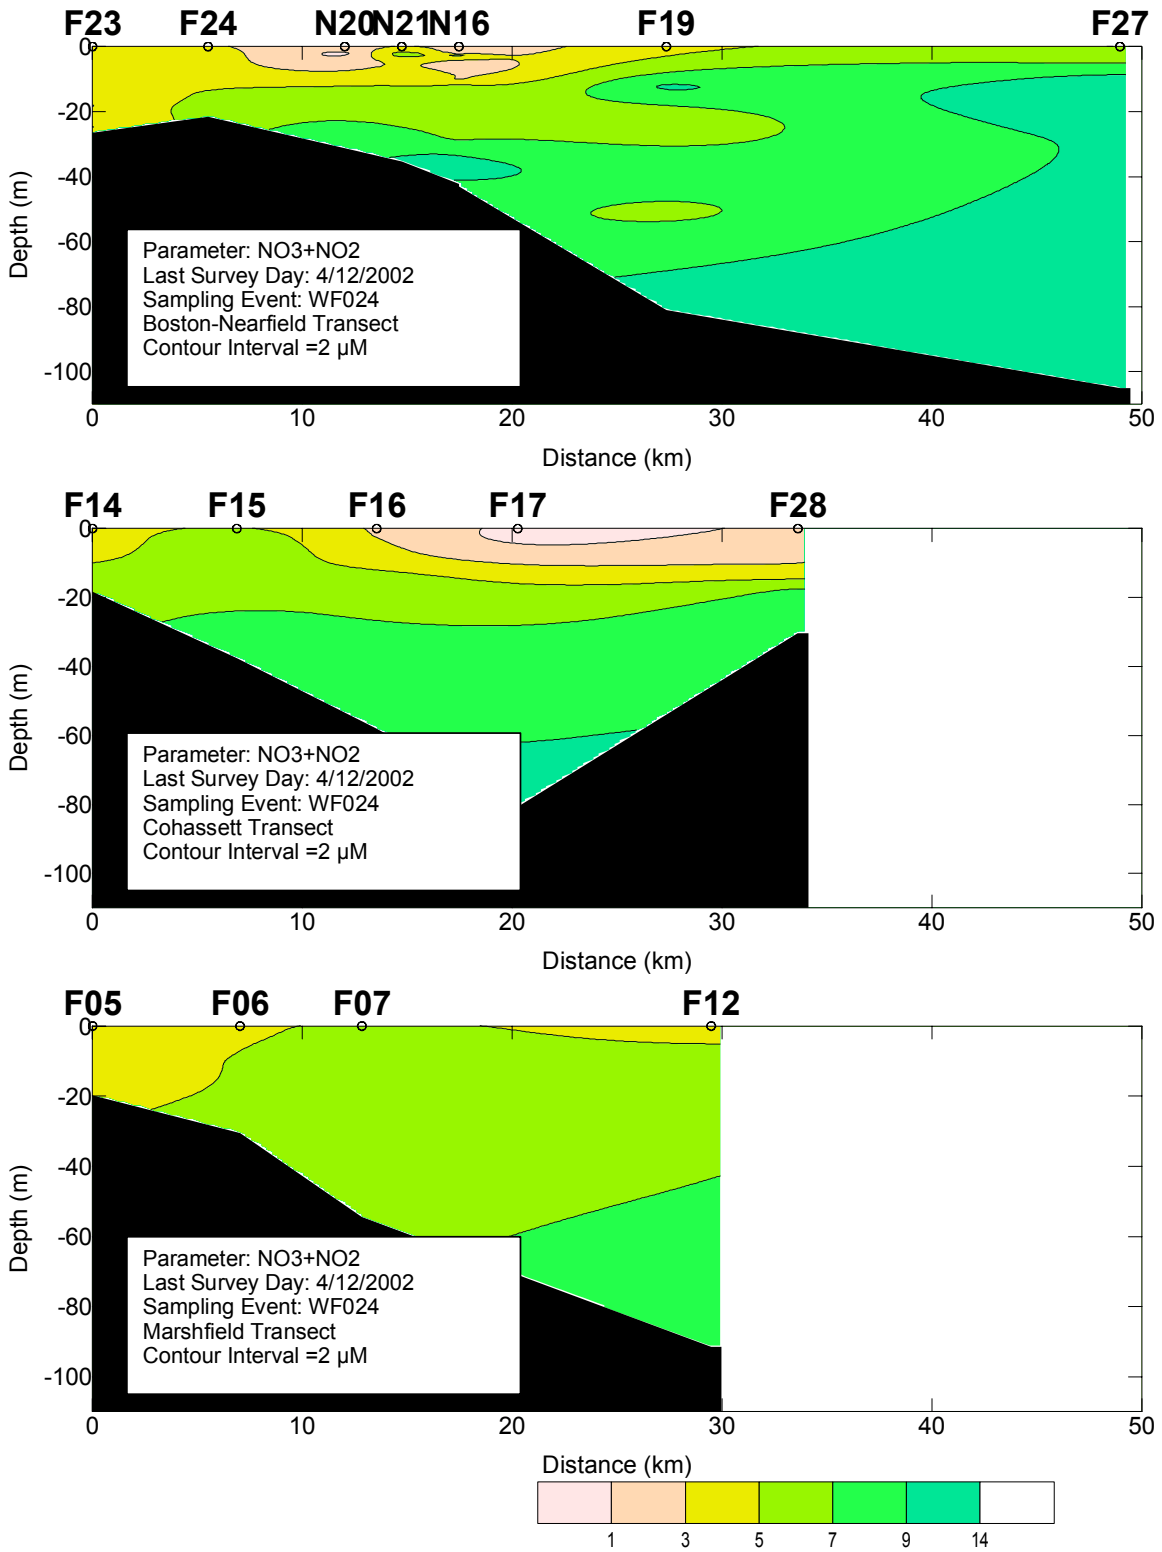 F23 F24 N20 N21 N16 F19 F27
0
-20
-40
-60
-80
-100
Depth (m)
Parameter: NO3+NO2
Last Survey Day: 4/12/2002
Sampling Event: WF024
Boston-Nearfield Transect
Contour Interval =2 µM
0 10 20 30 40 50
Distance (km)
F14 F15 F16 F17 F28
0
-20
-40
-60
-80
-100
Depth (m)
Parameter: NO3+NO2
Last Survey Day: 4/12/2002
Sampling Event: WF024
Cohassett Transect
Contour Interval =2 µM
0 10 20 30 40 50
Distance (km)
F05 F06 F07 F12
0
-20
-40
-60
-80
-100
Depth (m)
Parameter: NO3+NO2
Last Survey Day: 4/12/2002
Sampling Event: WF024
Marshfield Transect
Contour Interval =2 µM
0 10 20 30 40 50
Distance (km)
1 3 5 7 9 14